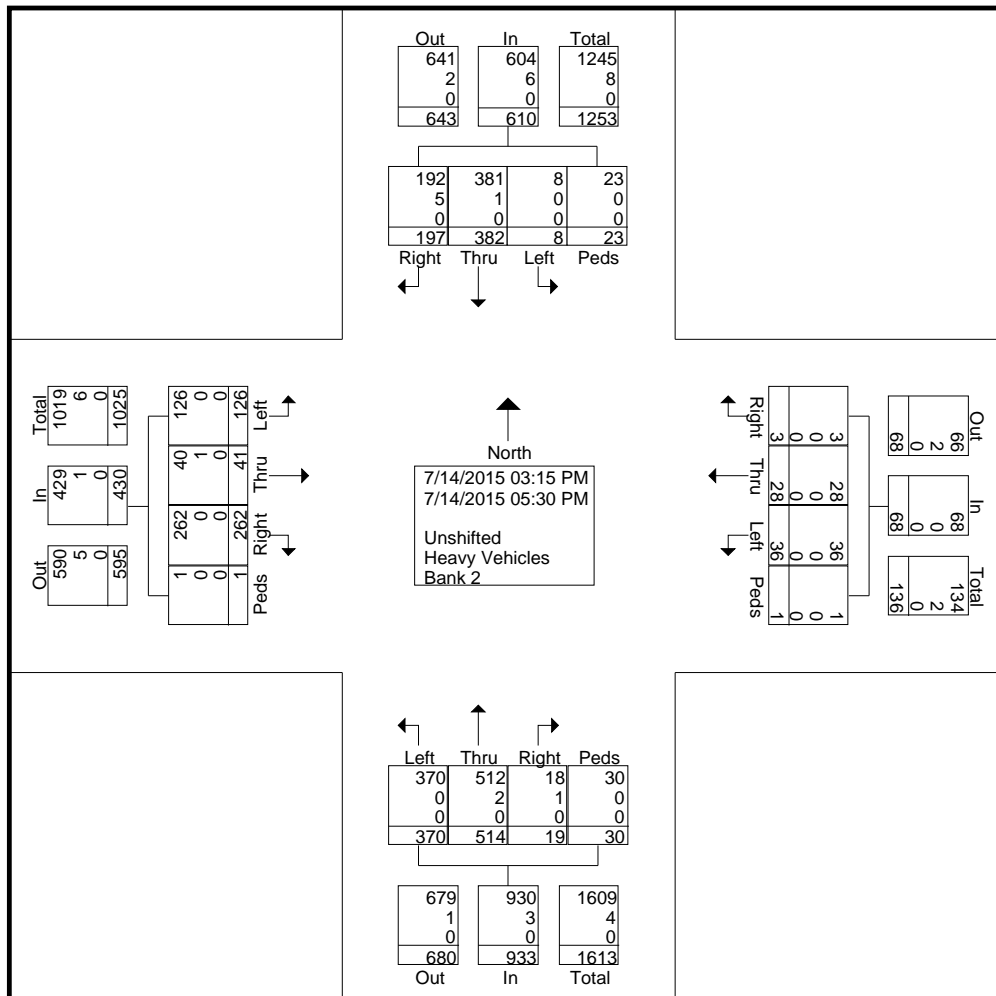 Out In Total
641 604 1245
2 6 8
0 0 0
643 610 1253
192 381 8 23
5 1 0 0
0 0 0 0
197 382 8 23
Right Thru Left Peds
Total
1019 6 0 1025
In
429 1 0 430
Out
590 5 0 595
126 0 0 126
Left
40 1 0 41
Thru
262 0 0 262
Right
1 0 0 1
Peds
North
7/14/2015 03:15 PM
7/14/2015 05:30 PM
Unshifted
Heavy Vehicles
Bank 2
Right
3 0 0 3
Thru
28 0 0 28
Left
36 0 0 36
Peds
1 0 0 1
Out
66 2 0 68
In
68 0 0 68
Total
134 2 0 136
Left Thru Right Peds
370 512 18 30
0 2 1 0
0 0 0 0
370 514 19 30
679 930 1609
1 3 4
0 0 0
680 933 1613
Out In Total